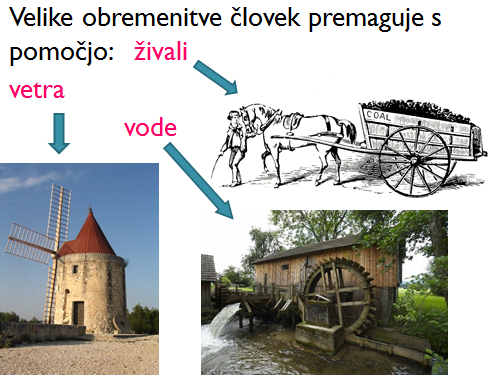 Velike obremenitve človek premaguje s
pomočjo: živali
vetra
vode
COAL